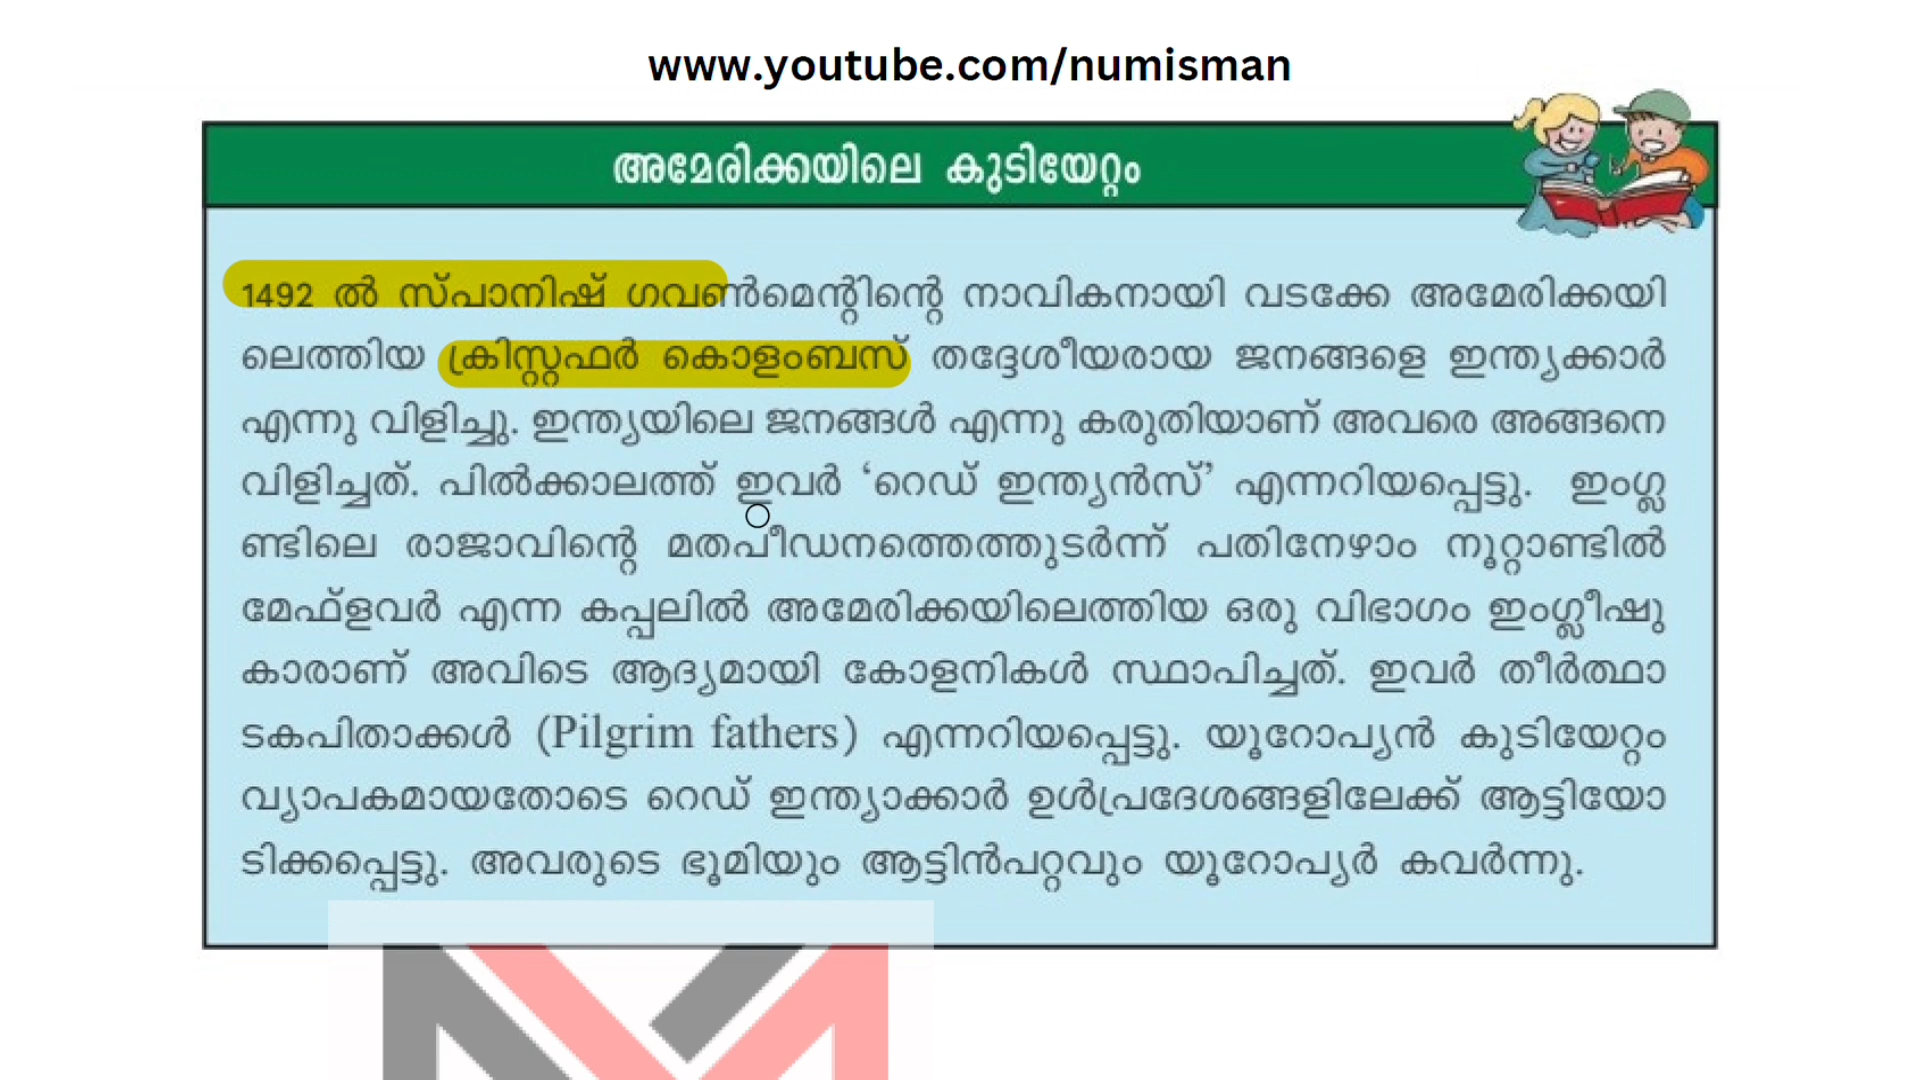 www.youtube.com/numisman
അമേരിക്കയിലെ കുടിയേറ്റം
1492 ൽ സ്പാനിഷ് ഗവൺമെന്റിന്റെ നാവികനായി വടക്കേ അമേരിക്കയി
ലെത്തിയ ക്രിസ്റ്റഫർ കൊളംബസ് തദ്ദേശീയരായ ജനങ്ങളെ ഇന്ത്യക്കാർ
എന്നു വിളിച്ചു. ഇന്ത്യയിലെ ജനങ്ങൾ എന്നു കരുതിയാണ് അവരെ അങ്ങനെ
വിളിച്ചത്. പിൽക്കാലത്ത് ഇവർ ‘റെഡ് ഇന്ത്യൻസ്’ എന്നറിയപ്പെട്ടു. ഇംഗ്ല
ണ്ടിലെ രാജാവിന്റെ മതപീഡനത്തെത്തുടർന്ന് പതിനേഴാം നൂറ്റാണ്ടിൽ
മേഫ്ളവർ എന്ന കപ്പലിൽ അമേരിക്കയിലെത്തിയ ഒരു വിഭാഗം ഇംഗ്ലീഷു
കാരാണ് അവിടെ ആദ്യമായി കോളനികൾ സ്ഥാപിച്ചത്. ഇവർ തീർത്ഥാ
ടകപിതാക്കൾ (Pilgrim fathers) എന്നറിയപ്പെട്ടു. യൂറോപ്യൻ കുടിയേറ്റം
വ്യാപകമായതോടെ റെഡ് ഇന്ത്യാക്കാർ ഉൾപ്രദേശങ്ങളിലേക്ക് ആട്ടിയോ
ടിക്കപ്പെട്ടു. അവരുടെ ഭൂമിയും ആട്ടിൻപറ്റവും യൂറോപ്യർ കവർന്നു.